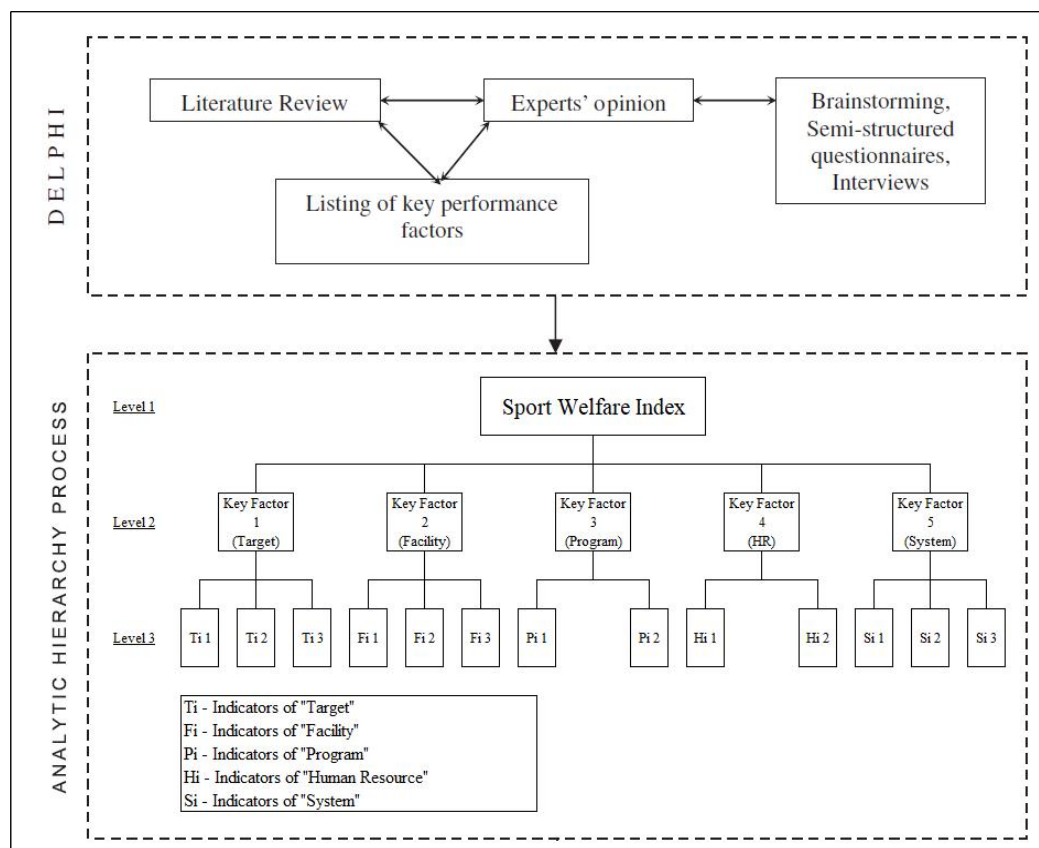 DELPHI
Literature Review
Experts' opinion
Brainstorming,
Semi-structured
questionnaires,
Interviews
Listing of key performance
factors
ANALYTIC HIERARCHY PROCESS
Level 1
Sport Welfare Index
Level 2
Key Factor
1
(Target)
Key Factor
2
(Facility)
Key Factor
3
(Program)
Key Factor
4
(HR)
Key Factor
5
(System)
Level 3
Ti 1
Ti 2
Ti 3
Fi 1
Fi 2
Fi 3
Pi 1
Pi 2
Hi 1
Hi 2
Si 1
Si 2
Si 3
Ti - Indicators of "Target"
Fi - Indicators of "Facility"
Pi - Indicators of "Program"
Hi - Indicators of "Human Resource"
Si - Indicators of "System"